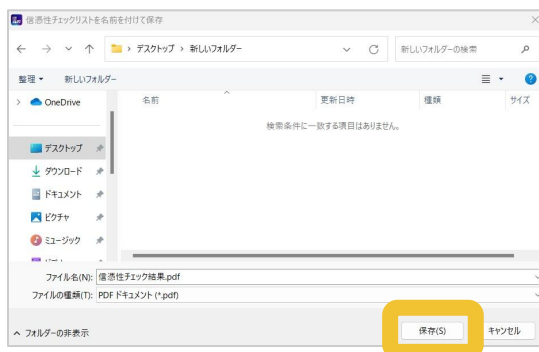 信憑性チェックリストを名前を付けて保存
デスクトップ › 新しいフォルダー
新しいフォルダーの検索
整理 新しいフォルダー
OneDrive
名前 更新日時 種類 サイズ
検索条件に一致する項目はありません。
デスクトップ
ダウンロード
ドキュメント
ピクチャ
ミュージック
ファイル名(N): 信憑性チェック結果.pdf
ファイルの種類(T): PDF ドキュメント (*.pdf)
フォルダーの非表示
保存(S) キャンセル